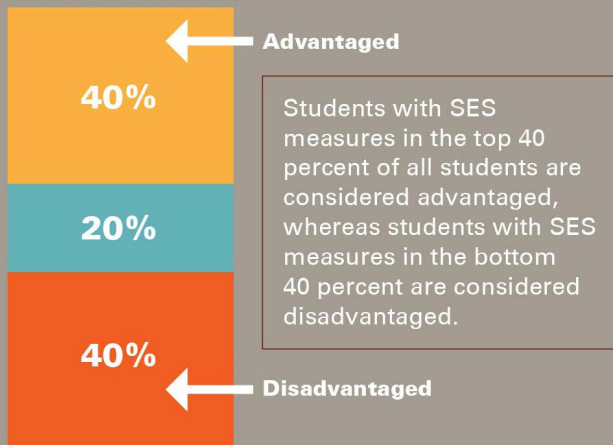 40%
Advantaged
Students with SES
measures in the top 40
percent of all students are
considered advantaged,
whereas students with SES
measures in the bottom
40 percent are considered
disadvantaged.
20%
40%
Disadvantaged